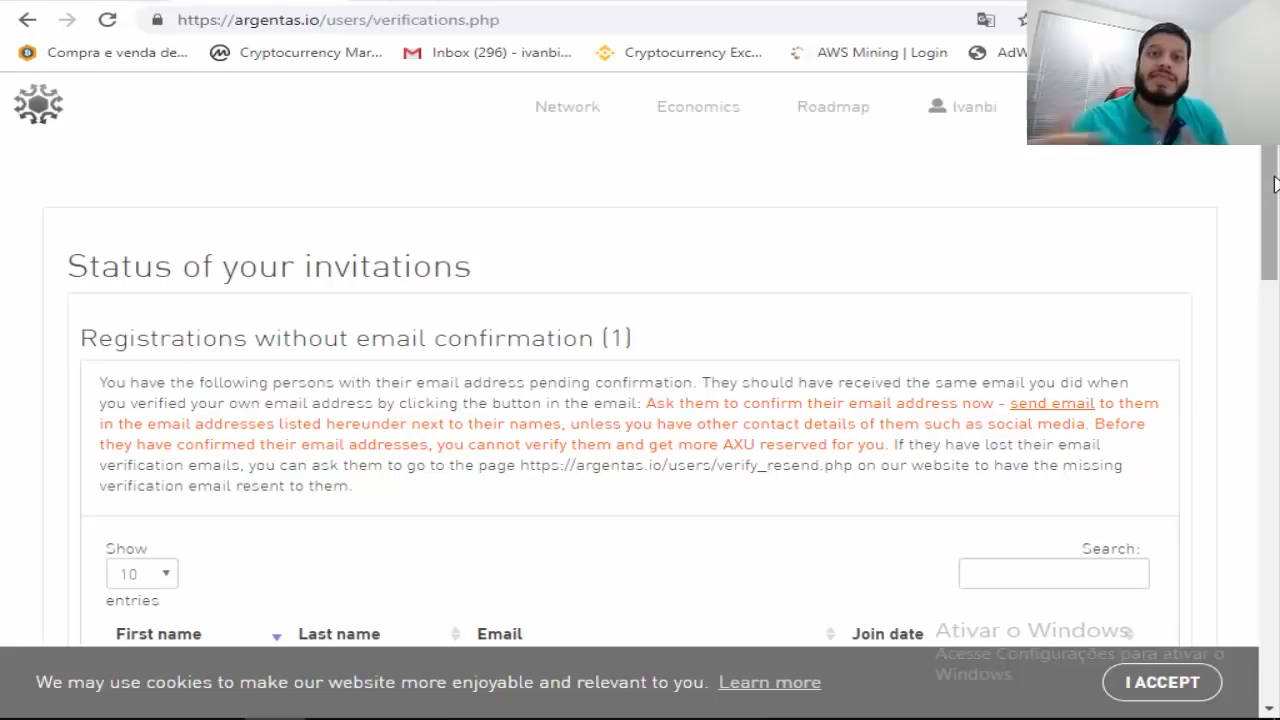 https://argentas.io/users/verifications.php
Compra e venda de... Cryptocurrency Mar... Inbox (296) - ivanbi... Cryptocurrency Exc... AWS Mining | Login AdW
Network Economics Roadmap Ivanbi
Status of your invitations
Registrations without email confirmation (1)
You have the following persons with their email address pending confirmation. They should have received the same email you did when
you verified your own email address by clicking the button in the email: Ask them to confirm their email address now - send email to them
in the email addresses listed hereunder next to their names, unless you have other contact details of them such as social media. Before
they have confirmed their email addresses, you cannot verify them and get more AXU reserved for you. If they have lost their email
verification emails, you can ask them to go to the page https://argentas.io/users/verify_resend.php on our website to have the missing
verification email resent to them.
Show
Search:
10
entries
First name Last name Email Join date
Ativar o Windows
Acesse Configurações para ativar o
Windows.
We may use cookies to make our website more enjoyable and relevant to you. Learn more
I ACCEPT